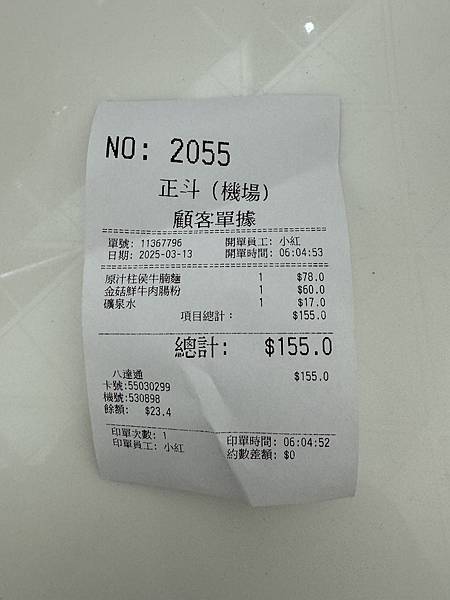 NO: 2055
正斗 (機場)
顧客單據
單號: 11367796 開單員工: 小紅
日期: 2025-03-13 開單時間: 06:04:53
原汁柱侯牛腩麵 1 $78.0
金菇鮮牛肉腸粉 1 $60.0
礦泉水 1 $17.0
項目總計: $155.0
總計: $155.0
八達通 $155.0
卡號:55030299
機號:530898
餘額: $23.4
印單次數: 1 印單時間: 06:04:52
印單員工: 小紅 約數差額: $0